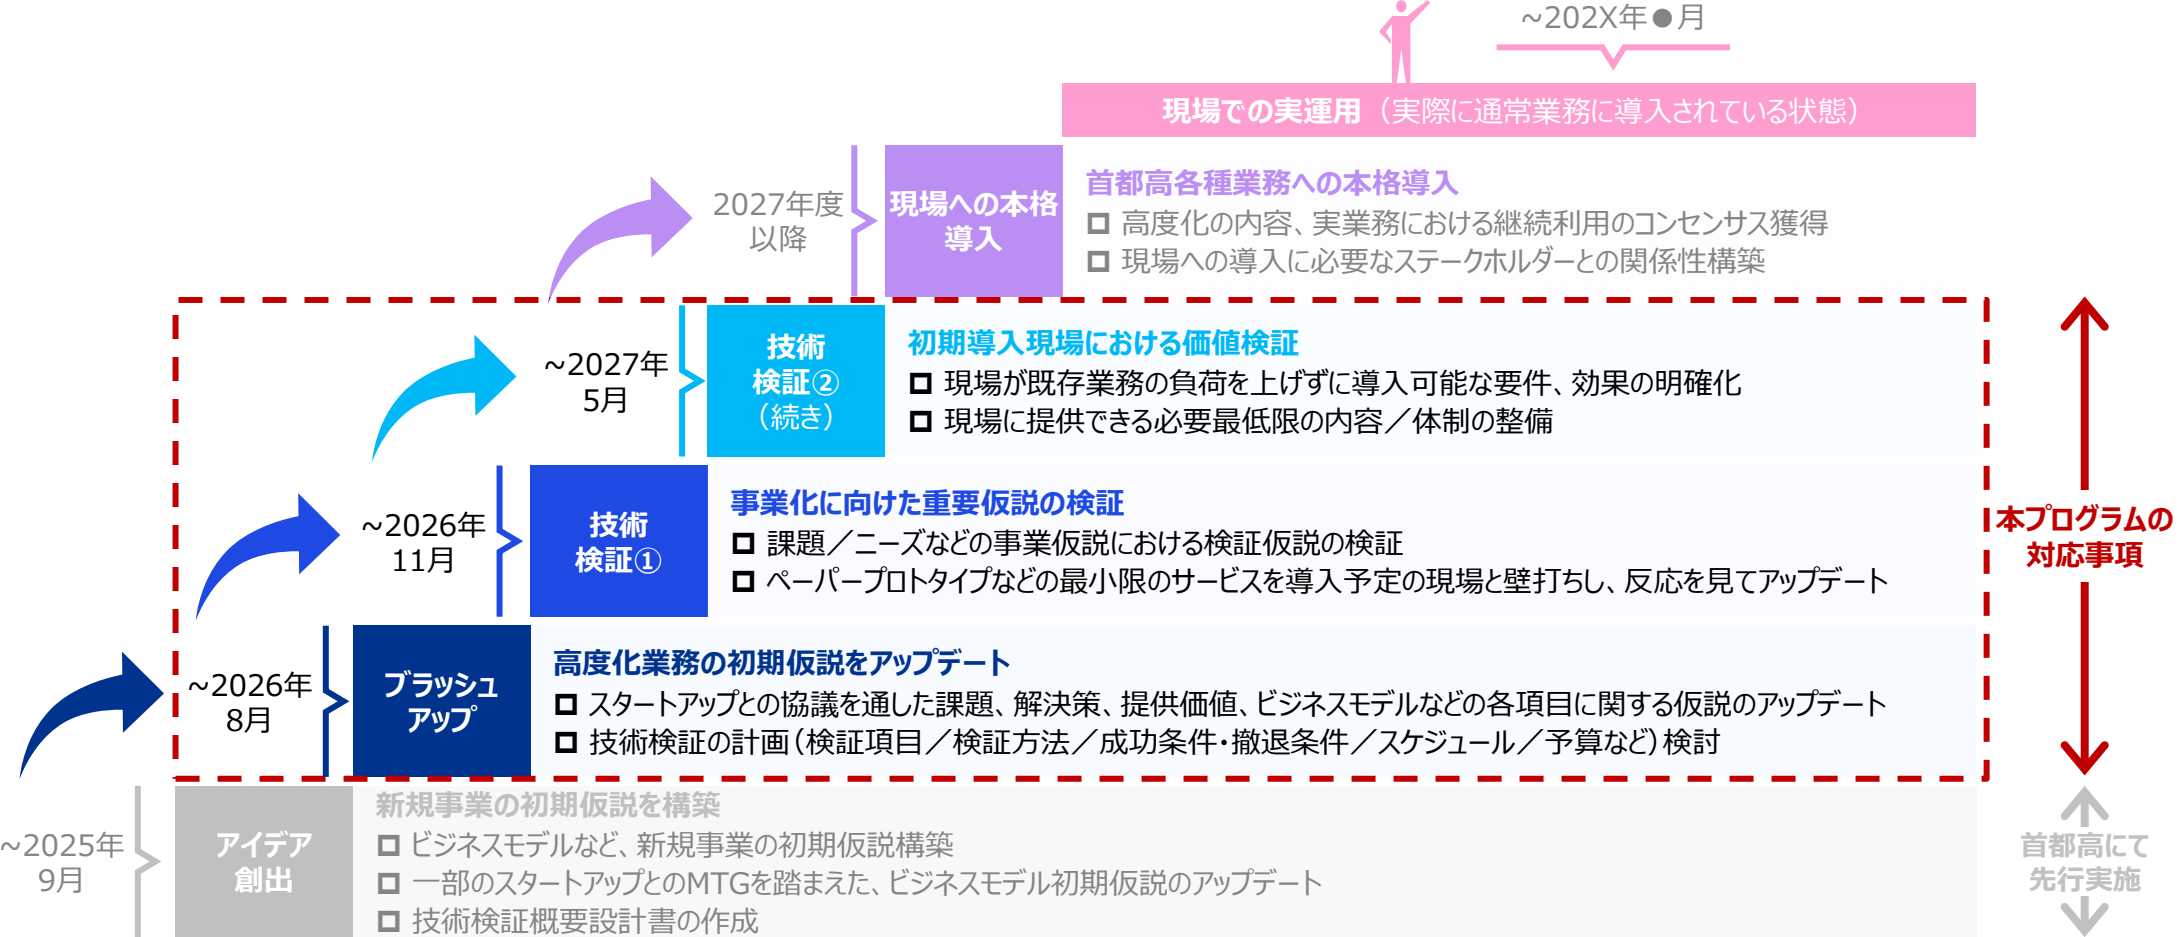 ~202X年●月
現場での実運用（実際に通常業務に導入されている状態）
2027年度
以降
現場への本格
導入
首都高各種業務への本格導入
高度化の内容、実業務における継続利用のコンセンサス獲得
現場への導入に必要なステークホルダーとの関係性構築
~2027年
5月
技術
検証②
（続き）
初期導入現場における価値検証
現場が既存業務の負荷を上げずに導入可能な要件、効果の明確化
現場に提供できる必要最低限の内容／体制の整備
~2026年
11月
技術
検証①
事業化に向けた重要仮説の検証
課題／ニーズなどの事業仮説における検証仮説の検証
ペーパープロトタイプなどの最小限のサービスを導入予定の現場と壁打ちし、反応を見てアップデート
本プログラムの
対応事項
~2026年
8月
ブラッシュ
アップ
高度化業務の初期仮説をアップデート
スタートアップとの協議を通した課題、解決策、提供価値、ビジネスモデルなどの各項目に関する仮説のアップデート
技術検証の計画（検証項目／検証方法／成功条件・撤退条件／スケジュール／予算など）検討
~2025年
9月
アイデア
創出
新規事業の初期仮説を構築
ビジネスモデルなど、新規事業の初期仮説構築
一部のスタートアップとのMTGを踏まえた、ビジネスモデル初期仮説のアップデート
技術検証概要設計書の作成
首都高にて
先行実施